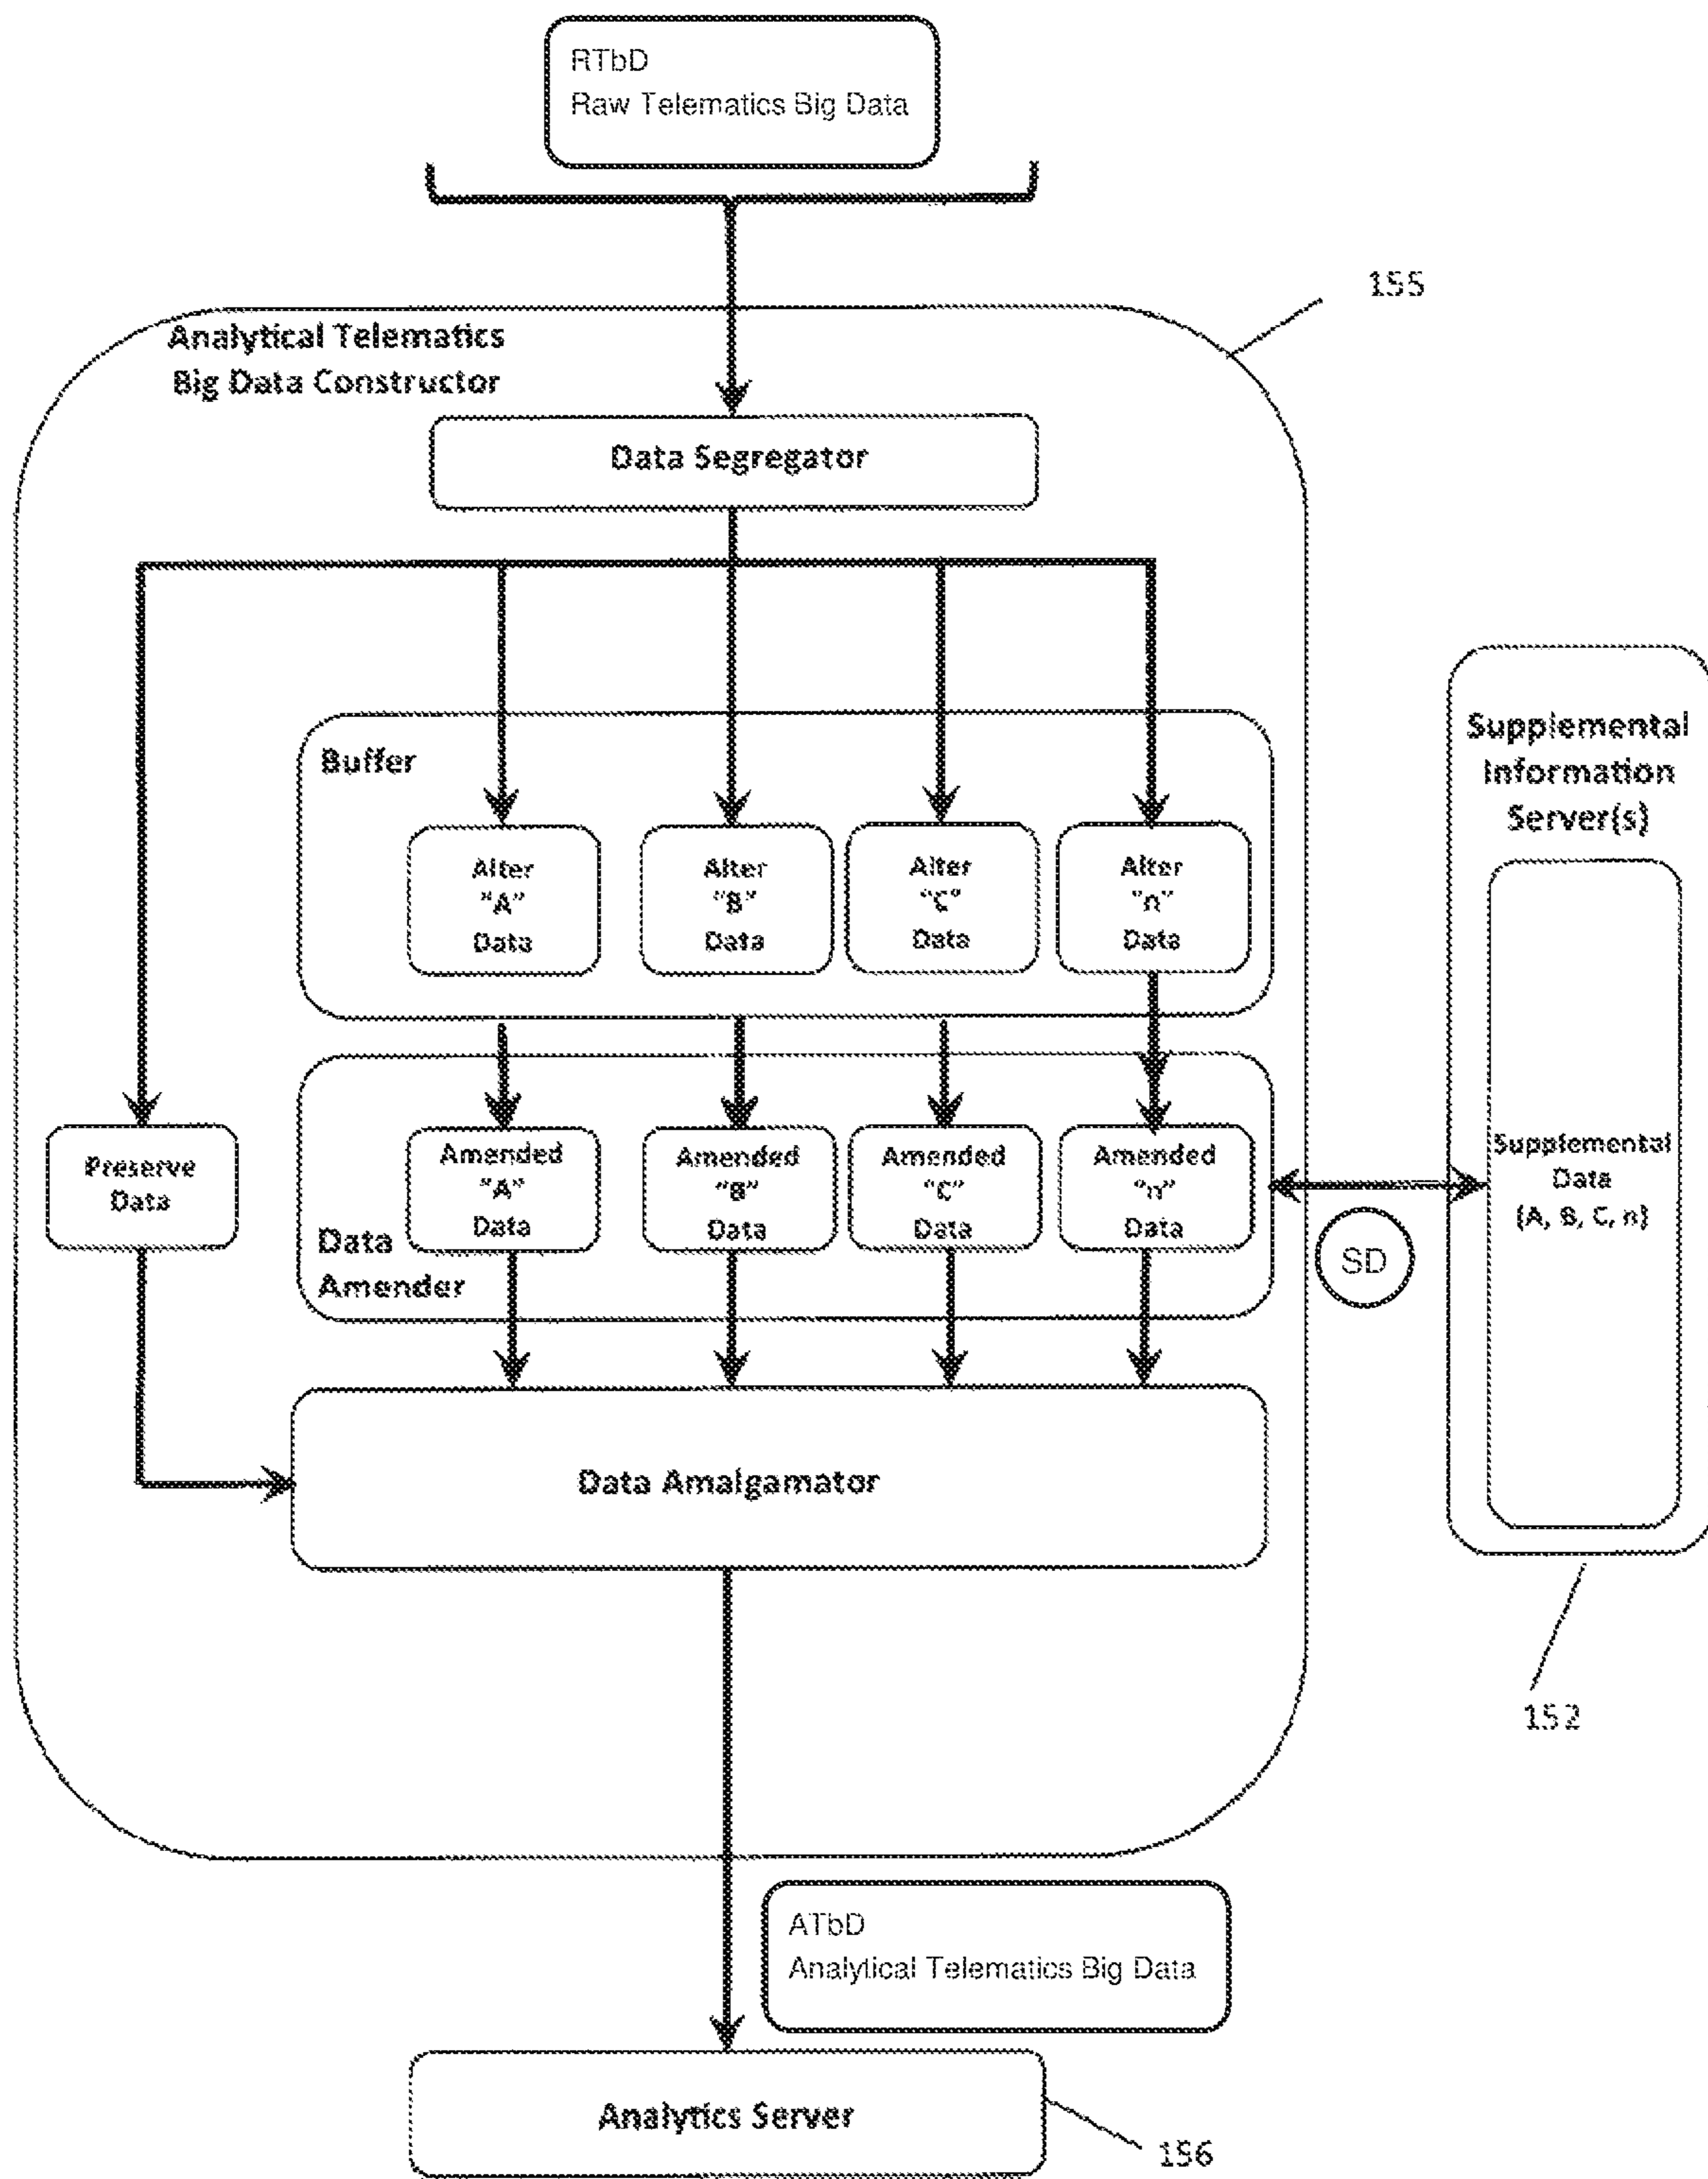 RTbD
Raw Telematics Big Data
155
Analytical Telematics
Big Data Constructor
Data Segregator
Buffer
Alter
"A"
Data
Alter
"B"
Data
Alter
"C"
Data
Alter
"n"
Data
Supplemental
Information
Server(s)
Supplemental
Data
(A, B, C, n)
Preserve
Data
Amended
"A"
Data
Amended
"B"
Data
Amended
"C"
Data
Amended
"n"
Data
Data
Amender
SD
Data Amalgamator
152
ATbD
Analytical Telematics Big Data
Analytics Server
156